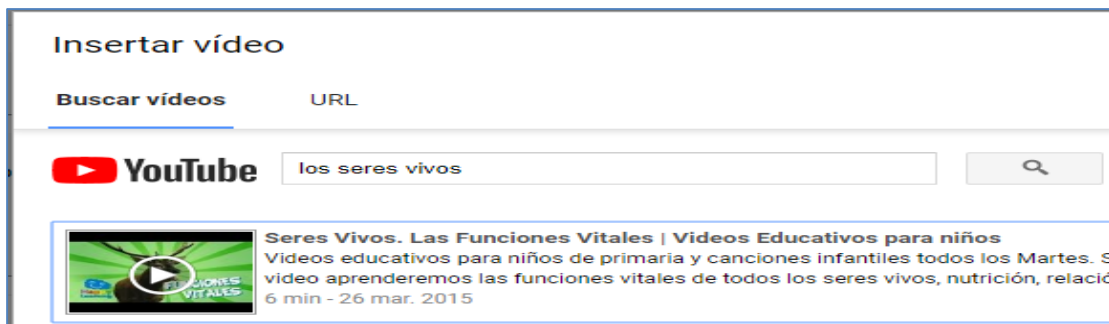 Insertar vídeo
Buscar vídeos URL
YouTube los seres vivos
Seres Vivos. Las Funciones Vitales | Videos Educativos para niños
Videos educativos para niños de primaria y canciones infantiles todos los Martes. S
video aprenderemos las funciones vitales de todos los seres vivos, nutrición, relació
6 min - 26 mar. 2015
FUNCIONES
VITALES